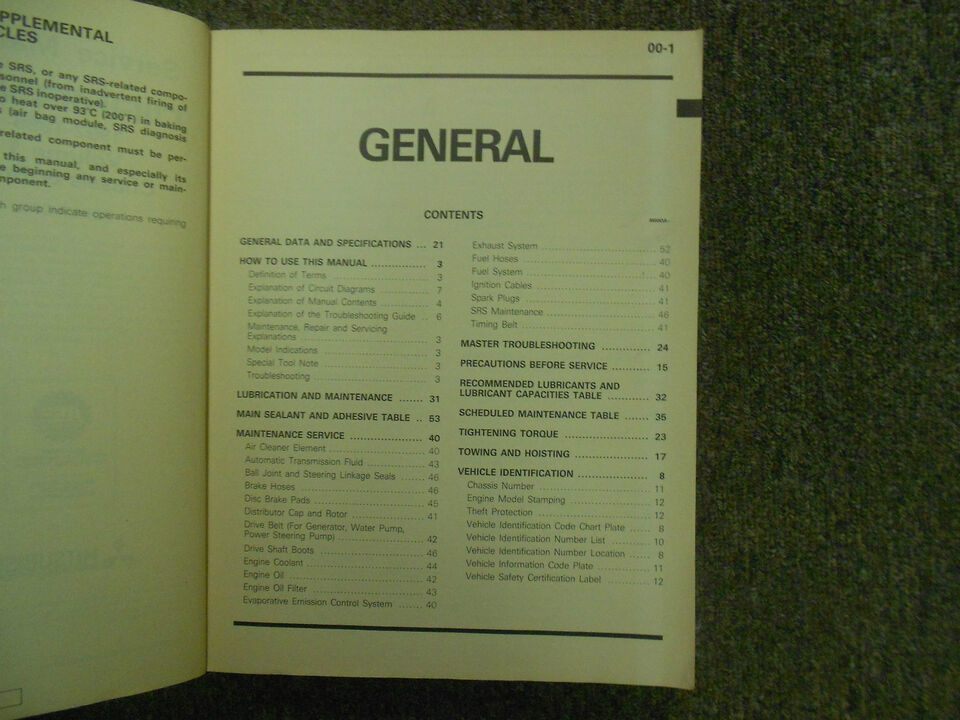 PPLEMENTAL
CLES
e SRS, or any SRS-related compo-
sonnel (from inadvertent firing of
e SRS inoperative).
o heat over 93°C (200°F) in baking
s (air bag module, SRS diagnosis
related component must be per-
this manual, and especially its
e beginning any service or main-
mponent.
h group indicate operations requiring
00-1
GENERAL
CONTENTS
GENERAL DATA AND SPECIFICATIONS ... 21
HOW TO USE THIS MANUAL ............... 3
Definition of Terms ............... 3
Explanation of Circuit Diagrams ............... 7
Explanation of Manual Contents ............... 4
Explanation of the Troubleshooting Guide .. 6
Maintenance, Repair and Servicing
Explanations ............... 3
Model Indications ............... 3
Special Tool Note ............... 3
Troubleshooting ............... 3
LUBRICATION AND MAINTENANCE ....... 31
MAIN SEALANT AND ADHESIVE TABLE .. 53
MAINTENANCE SERVICE ............... 40
Air Cleaner Element ............... 40
Automatic Transmission Fluid ............... 43
Ball Joint and Steering Linkage Seals ....... 46
Brake Hoses ............... 46
Disc Brake Pads ............... 45
Distributor Cap and Rotor ............... 41
Drive Belt (For Generator, Water Pump,
Power Steering Pump) ............... 42
Drive Shaft Boots ............... 46
Engine Coolant ............... 44
Engine Oil ............... 42
Engine Oil Filter ............... 43
Evaporative Emission Control System ....... 40
Exhaust System ............... 52
Fuel Hoses ............... 40
Fuel System ............... 40
Ignition Cables ............... 41
Spark Plugs ............... 41
SRS Maintenance ............... 46
Timing Belt ............... 41
MASTER TROUBLESHOOTING .............. 24
PRECAUTIONS BEFORE SERVICE ........... 15
RECOMMENDED LUBRICANTS AND
LUBRICANT CAPACITIES TABLE ............ 32
SCHEDULED MAINTENANCE TABLE ....... 35
TIGHTENING TORQUE ............... 23
TOWING AND HOISTING ............... 17
VEHICLE IDENTIFICATION ............... 8
Chassis Number ............... 11
Engine Model Stamping ............... 12
Theft Protection ............... 12
Vehicle Identification Code Chart Plate ..... 8
Vehicle Identification Number List ......... 10
Vehicle Identification Number Location ...... 8
Vehicle Information Code Plate ............ 11
Vehicle Safety Certification Label .......... 12